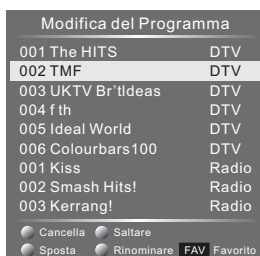 Modifica del Programma
001 The HITS DTV
002 TMF DTV
003 UKTV Br'tIdeas DTV
004 f th DTV
005 Ideal World DTV
006 Colourbars100 DTV
001 Kiss Radio
002 Smash Hits! Radio
003 Kerrang! Radio
Cancella Saltare
Sposta Rinominare FAV Favorito